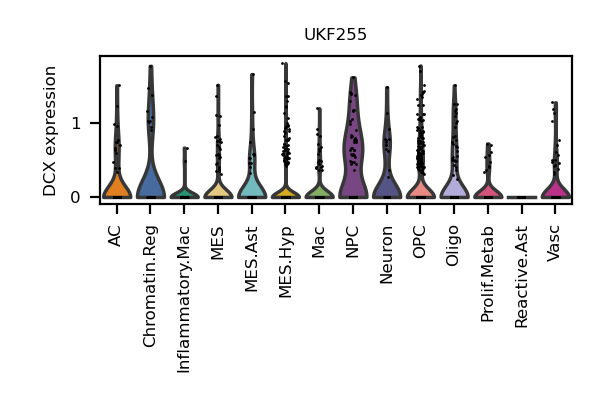 UKF255
DCX expression
1
0
AC
Chromatin.Reg
Inflammatory.Mac
MES
MES.Ast
MES.Hyp
Mac
NPC
Neuron
OPC
Oligo
Prolif.Metab
Reactive.Ast
Vasc